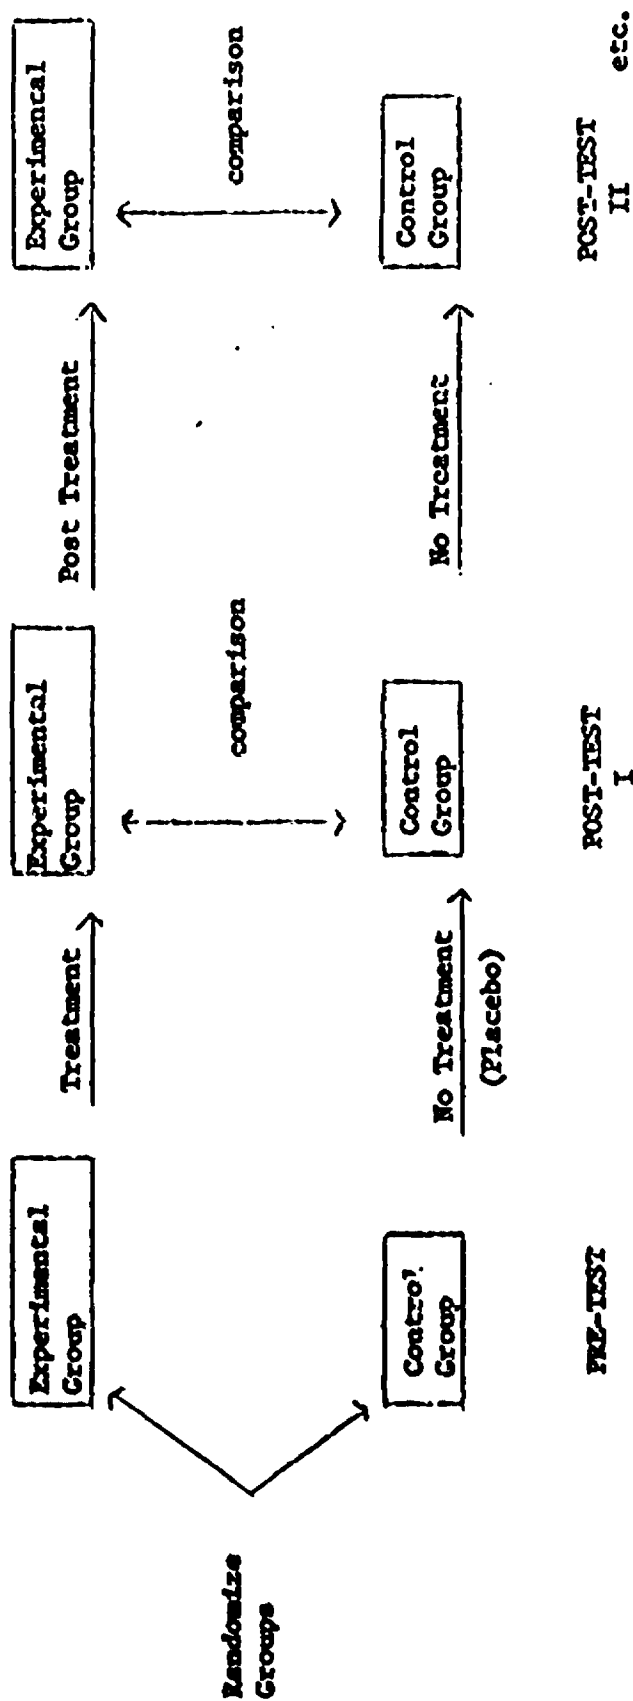 Randomize
Groups
Experimental
Group
Treatment
Experimental
Group
Post Treatment
Experimental
Group
comparison
comparison
Control
Group
No Treatment
(Placebo)
Control
Group
No Treatment
Control
Group
PRE-TEST
POST-TEST
I
POST-TEST
II
etc.